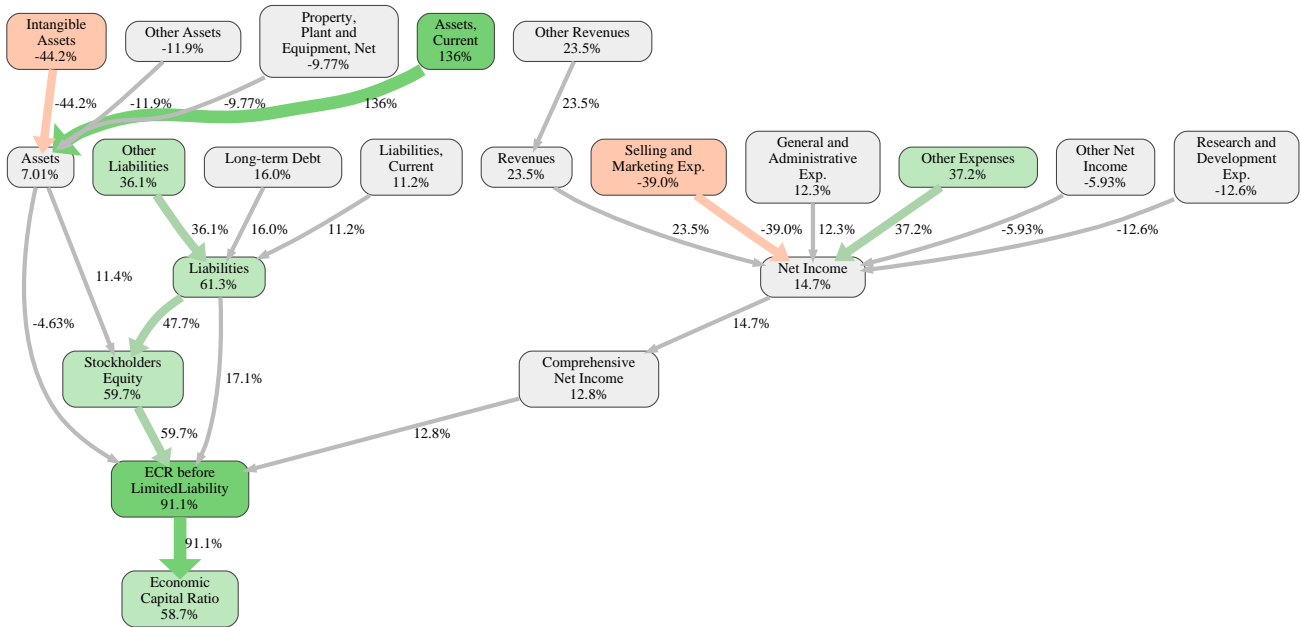 Intangible
Assets
-44.2%
Other Assets
-11.9%
Property,
Plant and
Equipment, Net
-9.77%
Assets,
Current
136%
Other Revenues
23.5%
-44.2%
-11.9%
-9.77%
136%
23.5%
Assets
7.01%
Other
Liabilities
36.1%
Long-term Debt
16.0%
Liabilities,
Current
11.2%
Revenues
23.5%
Selling and
Marketing Exp.
-39.0%
General and
Administrative
Exp.
12.3%
Other Expenses
37.2%
Other Net
Income
-5.93%
Research and
Development
Exp.
-12.6%
36.1%
16.0%
11.2%
23.5%
-39.0%
12.3%
37.2%
-5.93%
-12.6%
11.4%
Liabilities
61.3%
Net Income
14.7%
-4.63%
47.7%
14.7%
Stockholders
Equity
59.7%
17.1%
Comprehensive
Net Income
12.8%
59.7%
12.8%
ECR before
LimitedLiability
91.1%
91.1%
Economic
Capital Ratio
58.7%